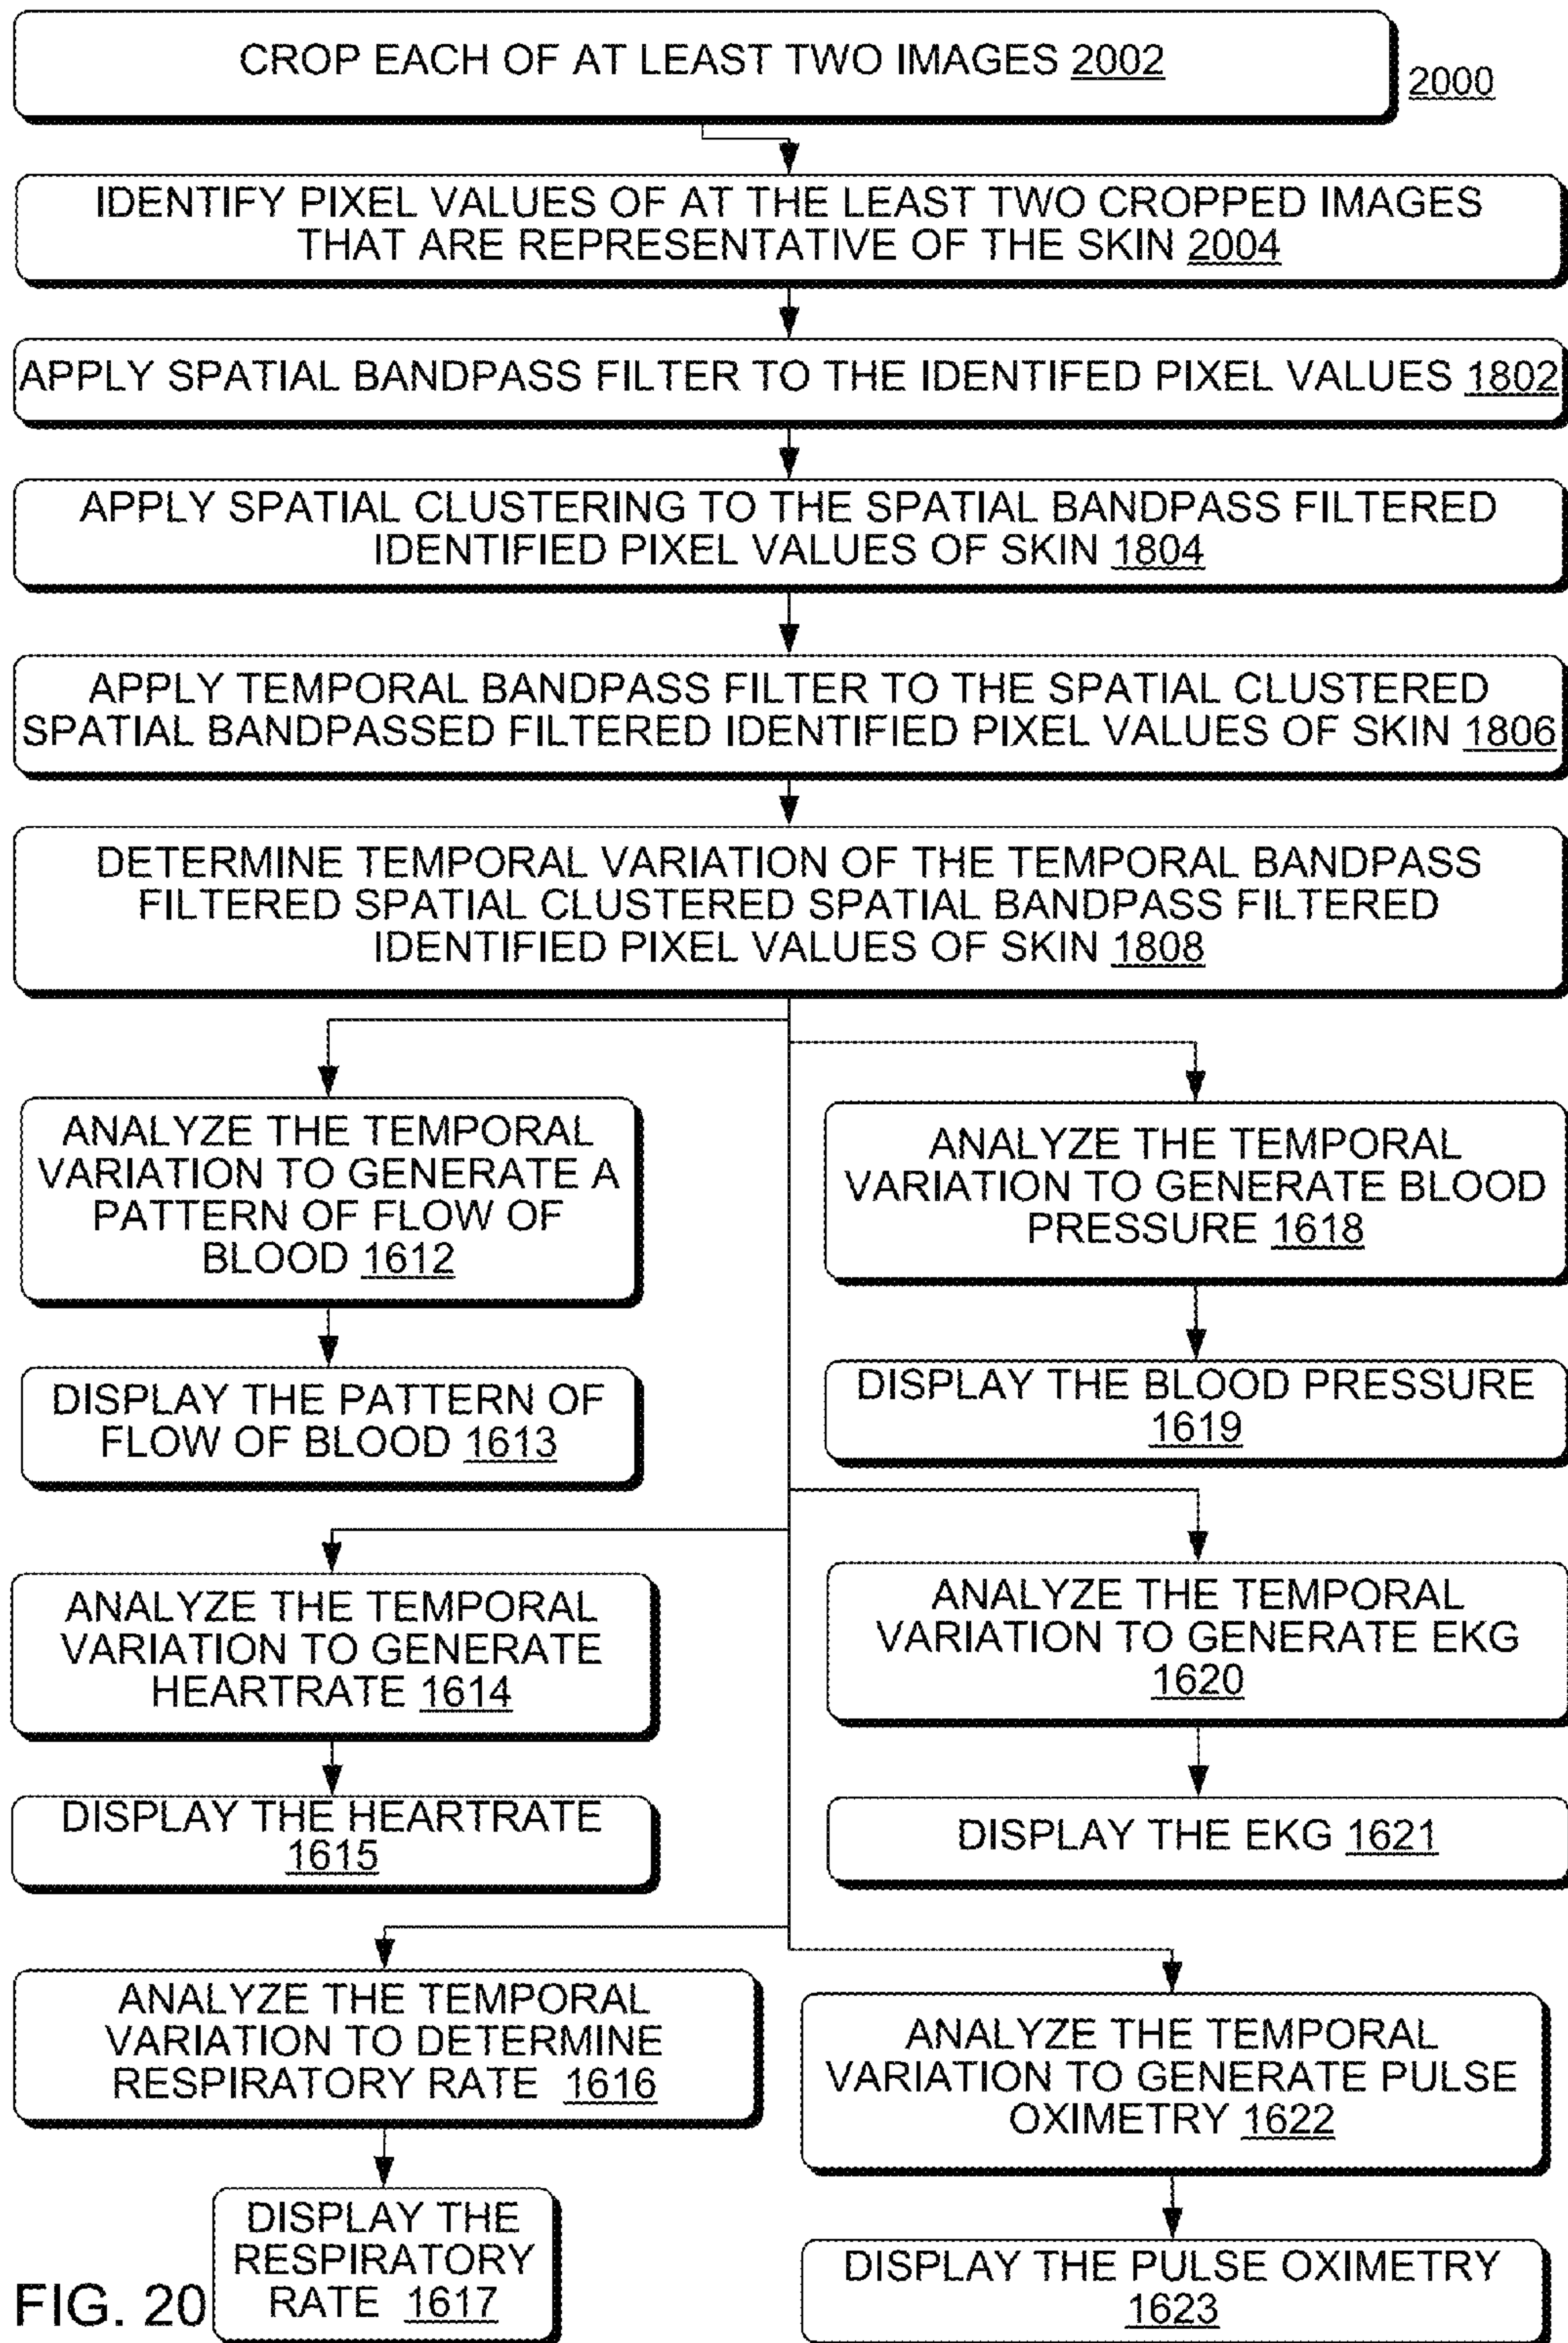 CROP EACH OF AT LEAST TWO IMAGES 2002
2000
IDENTIFY PIXEL VALUES OF AT THE LEAST TWO CROPPED IMAGES
THAT ARE REPRESENTATIVE OF THE SKIN 2004
APPLY SPATIAL BANDPASS FILTER TO THE IDENTIFED PIXEL VALUES 1802
APPLY SPATIAL CLUSTERING TO THE SPATIAL BANDPASS FILTERED
IDENTIFIED PIXEL VALUES OF SKIN 1804
APPLY TEMPORAL BANDPASS FILTER TO THE SPATIAL CLUSTERED
SPATIAL BANDPASSED FILTERED IDENTIFIED PIXEL VALUES OF SKIN 1806
DETERMINE TEMPORAL VARIATION OF THE TEMPORAL BANDPASS
FILTERED SPATIAL CLUSTERED SPATIAL BANDPASS FILTERED
IDENTIFIED PIXEL VALUES OF SKIN 1808
ANALYZE THE TEMPORAL
VARIATION TO GENERATE A
PATTERN OF FLOW OF
BLOOD 1612
ANALYZE THE TEMPORAL
VARIATION TO GENERATE BLOOD
PRESSURE 1618
DISPLAY THE PATTERN OF
FLOW OF BLOOD 1613
DISPLAY THE BLOOD PRESSURE
1619
ANALYZE THE TEMPORAL
VARIATION TO GENERATE
HEARTRATE 1614
ANALYZE THE TEMPORAL
VARIATION TO GENERATE EKG
1620
DISPLAY THE HEARTRATE
1615
DISPLAY THE EKG 1621
ANALYZE THE TEMPORAL
VARIATION TO DETERMINE
RESPIRATORY RATE 1616
ANALYZE THE TEMPORAL
VARIATION TO GENERATE PULSE
OXIMETRY 1622
DISPLAY THE
RESPIRATORY
RATE 1617
DISPLAY THE PULSE OXIMETRY
1623
FIG. 20